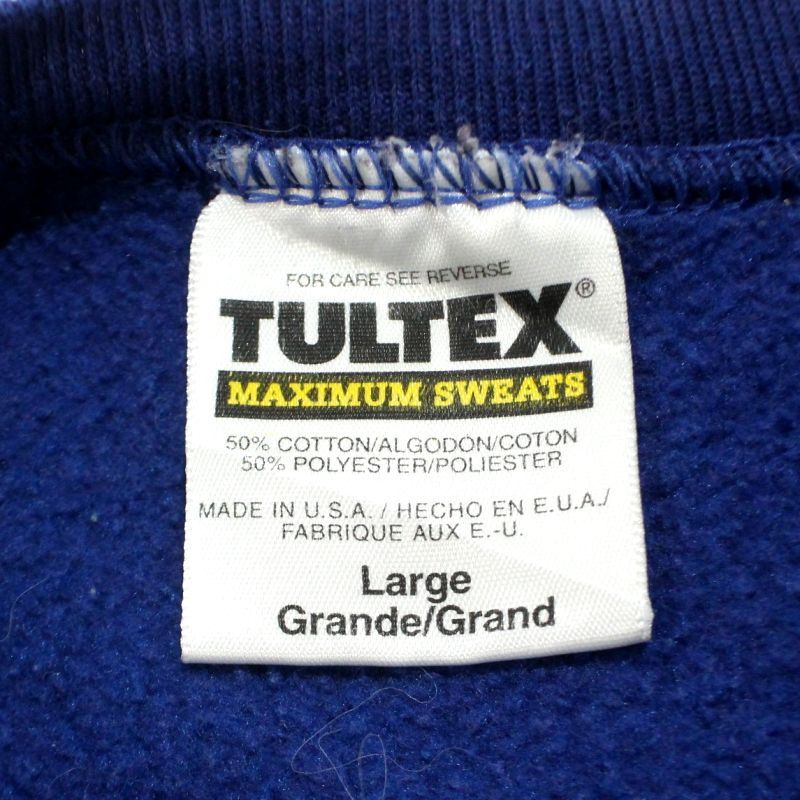 FOR CARE SEE REVERSE
TULTEX®
MAXIMUM SWEATS
50% COTTON/ALGODON/COTON
50% POLYESTER/POLIESTER
MADE IN U.S.A. / HECHO EN E.U.A./
FABRIQUE AUX E.-U.
Large
Grande/Grand